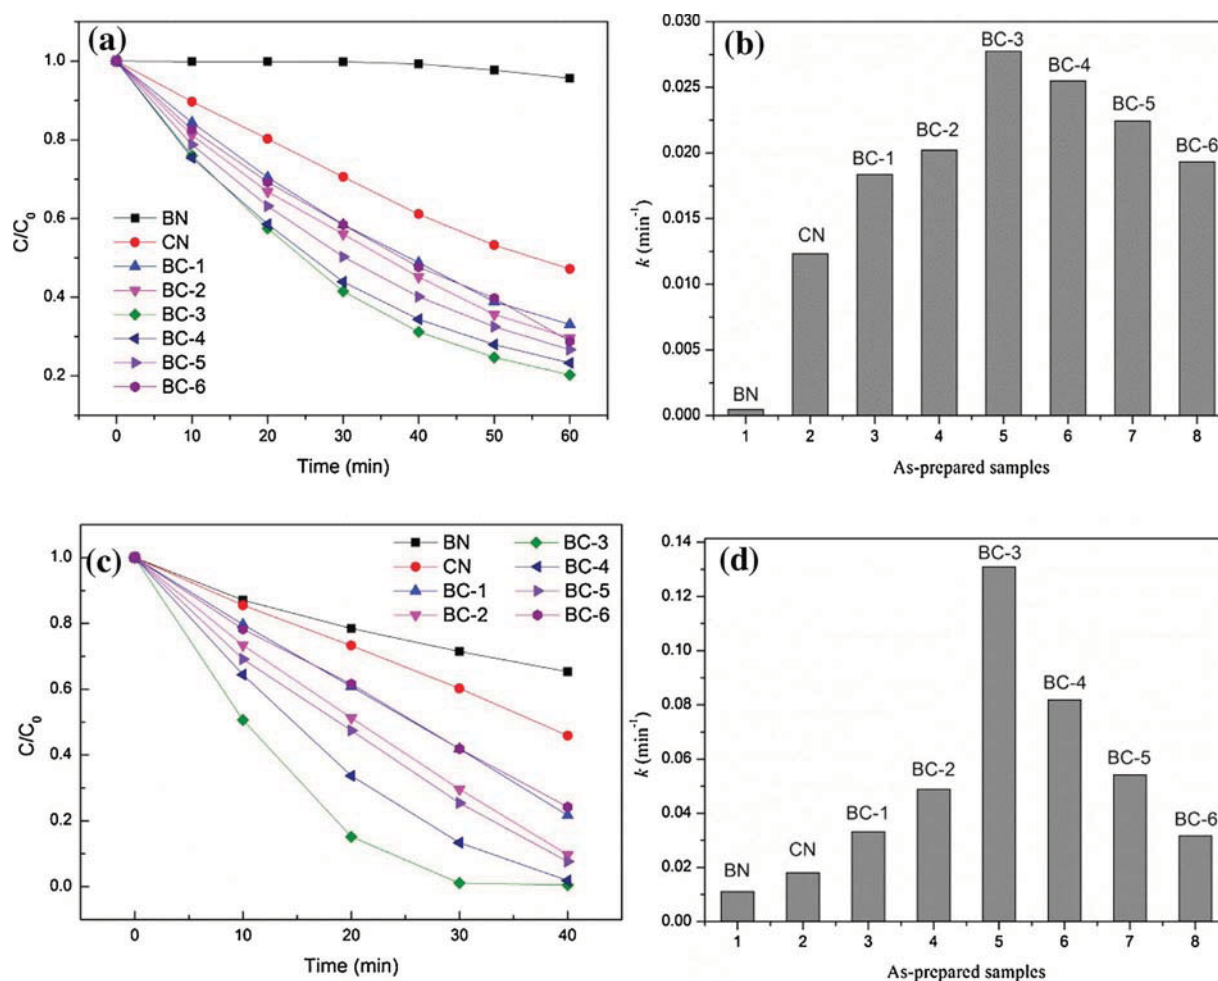 (a)
1.0
0.8
0.6
0.4
0.2
C/C0
BN
CN
BC-1
BC-2
BC-3
BC-4
BC-5
BC-6
0 10 20 30 40 50 60
Time (min)
(b)
0.030
0.025
0.020
0.015
0.010
0.005
0.000
k (min-1)
BN
CN
BC-1
BC-2
BC-3
BC-4
BC-5
BC-6
1 2 3 4 5 6 7 8
As-prepared samples
(c)
1.0
0.8
0.6
0.4
0.2
0.0
C/C0
BN BC-3
CN BC-4
BC-1 BC-5
BC-2 BC-6
0 10 20 30 40
Time (min)
(d)
0.14
0.12
0.10
0.08
0.06
0.04
0.02
0.00
k (min-1)
BN
CN
BC-1
BC-2
BC-3
BC-4
BC-5
BC-6
1 2 3 4 5 6 7 8
As-prepared samples